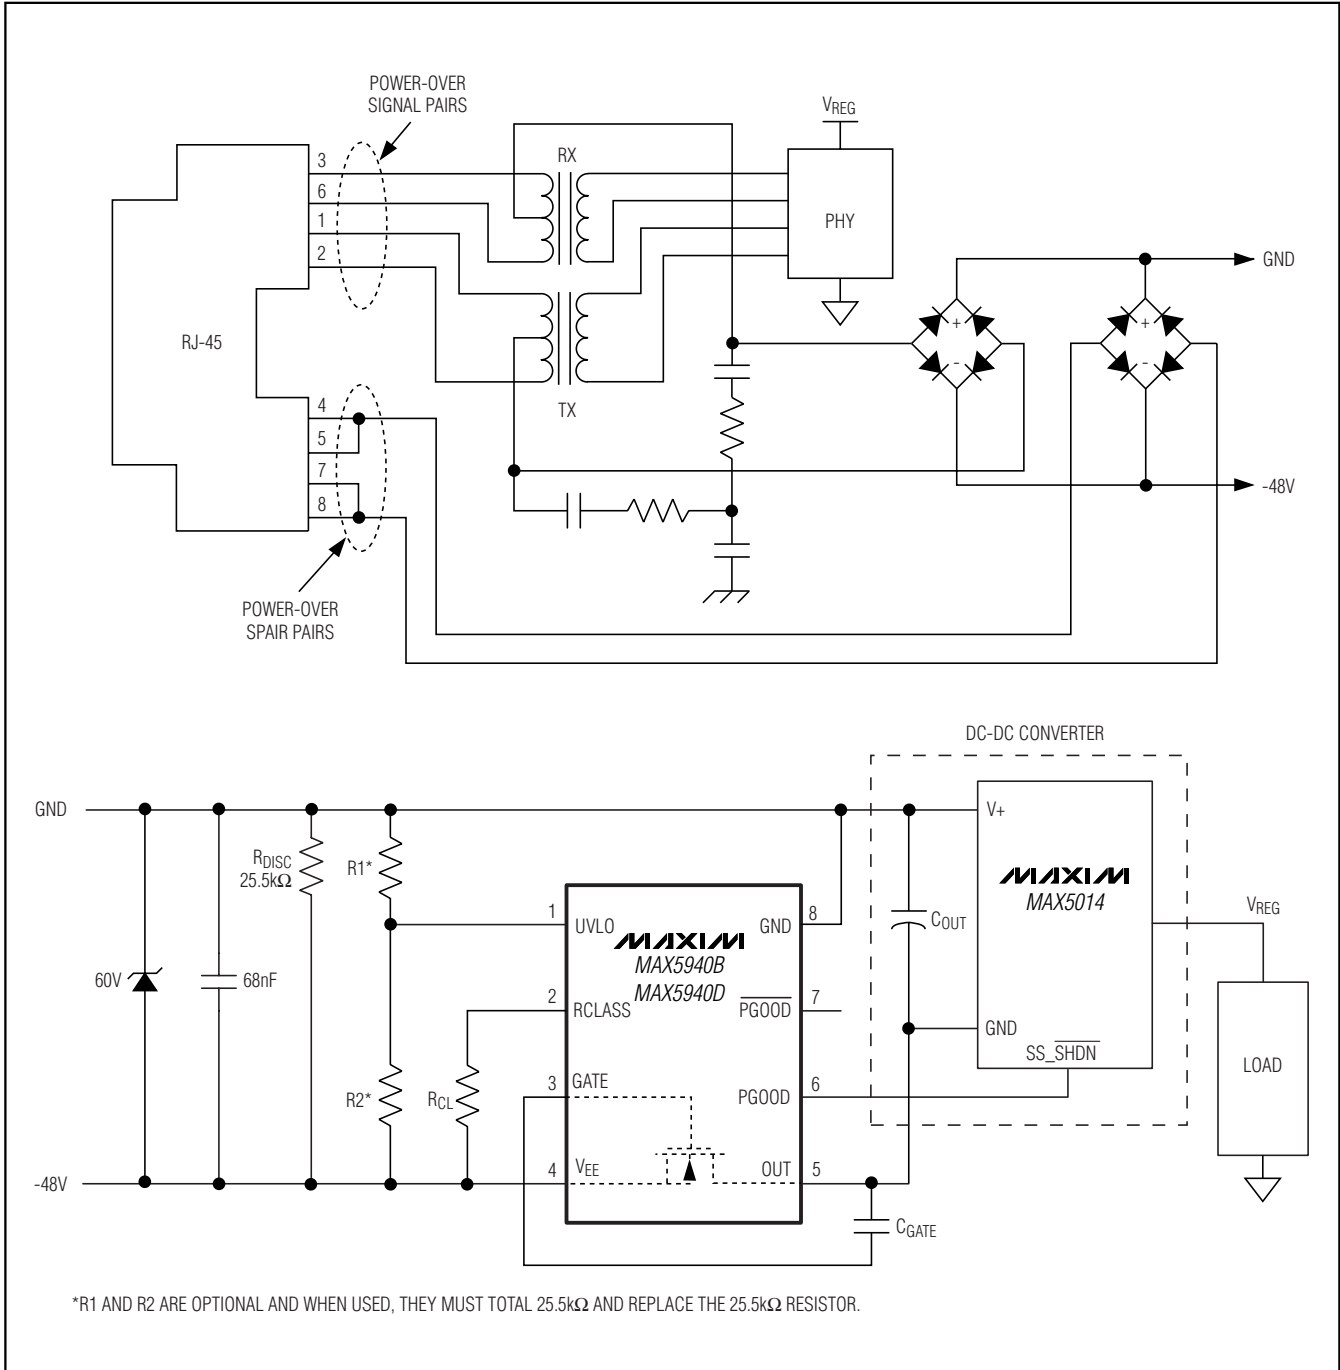 POWER-OVER
SIGNAL PAIRS
VREG
RX
3
6
1
2
PHY
GND
RJ-45
+
+
-
-
4
5
7
8
TX
-48V
POWER-OVER
SPAIR PAIRS
DC-DC CONVERTER
GND
V+
RDISC
25.5kΩ
R1*
MAXIM
MAX5014
1
UVLO
GND
8
COUT
VREG
MAXIM
MAX5940B
MAX5940D
60V
68nF
2
RCLASS
PGOOD
7
GND
SS_SHDN
LOAD
R2*
RCL
3
GATE
PGOOD
6
-48V
4
VEE
OUT
5
CGATE
*R1 AND R2 ARE OPTIONAL AND WHEN USED, THEY MUST TOTAL 25.5kΩ AND REPLACE THE 25.5kΩ RESISTOR.